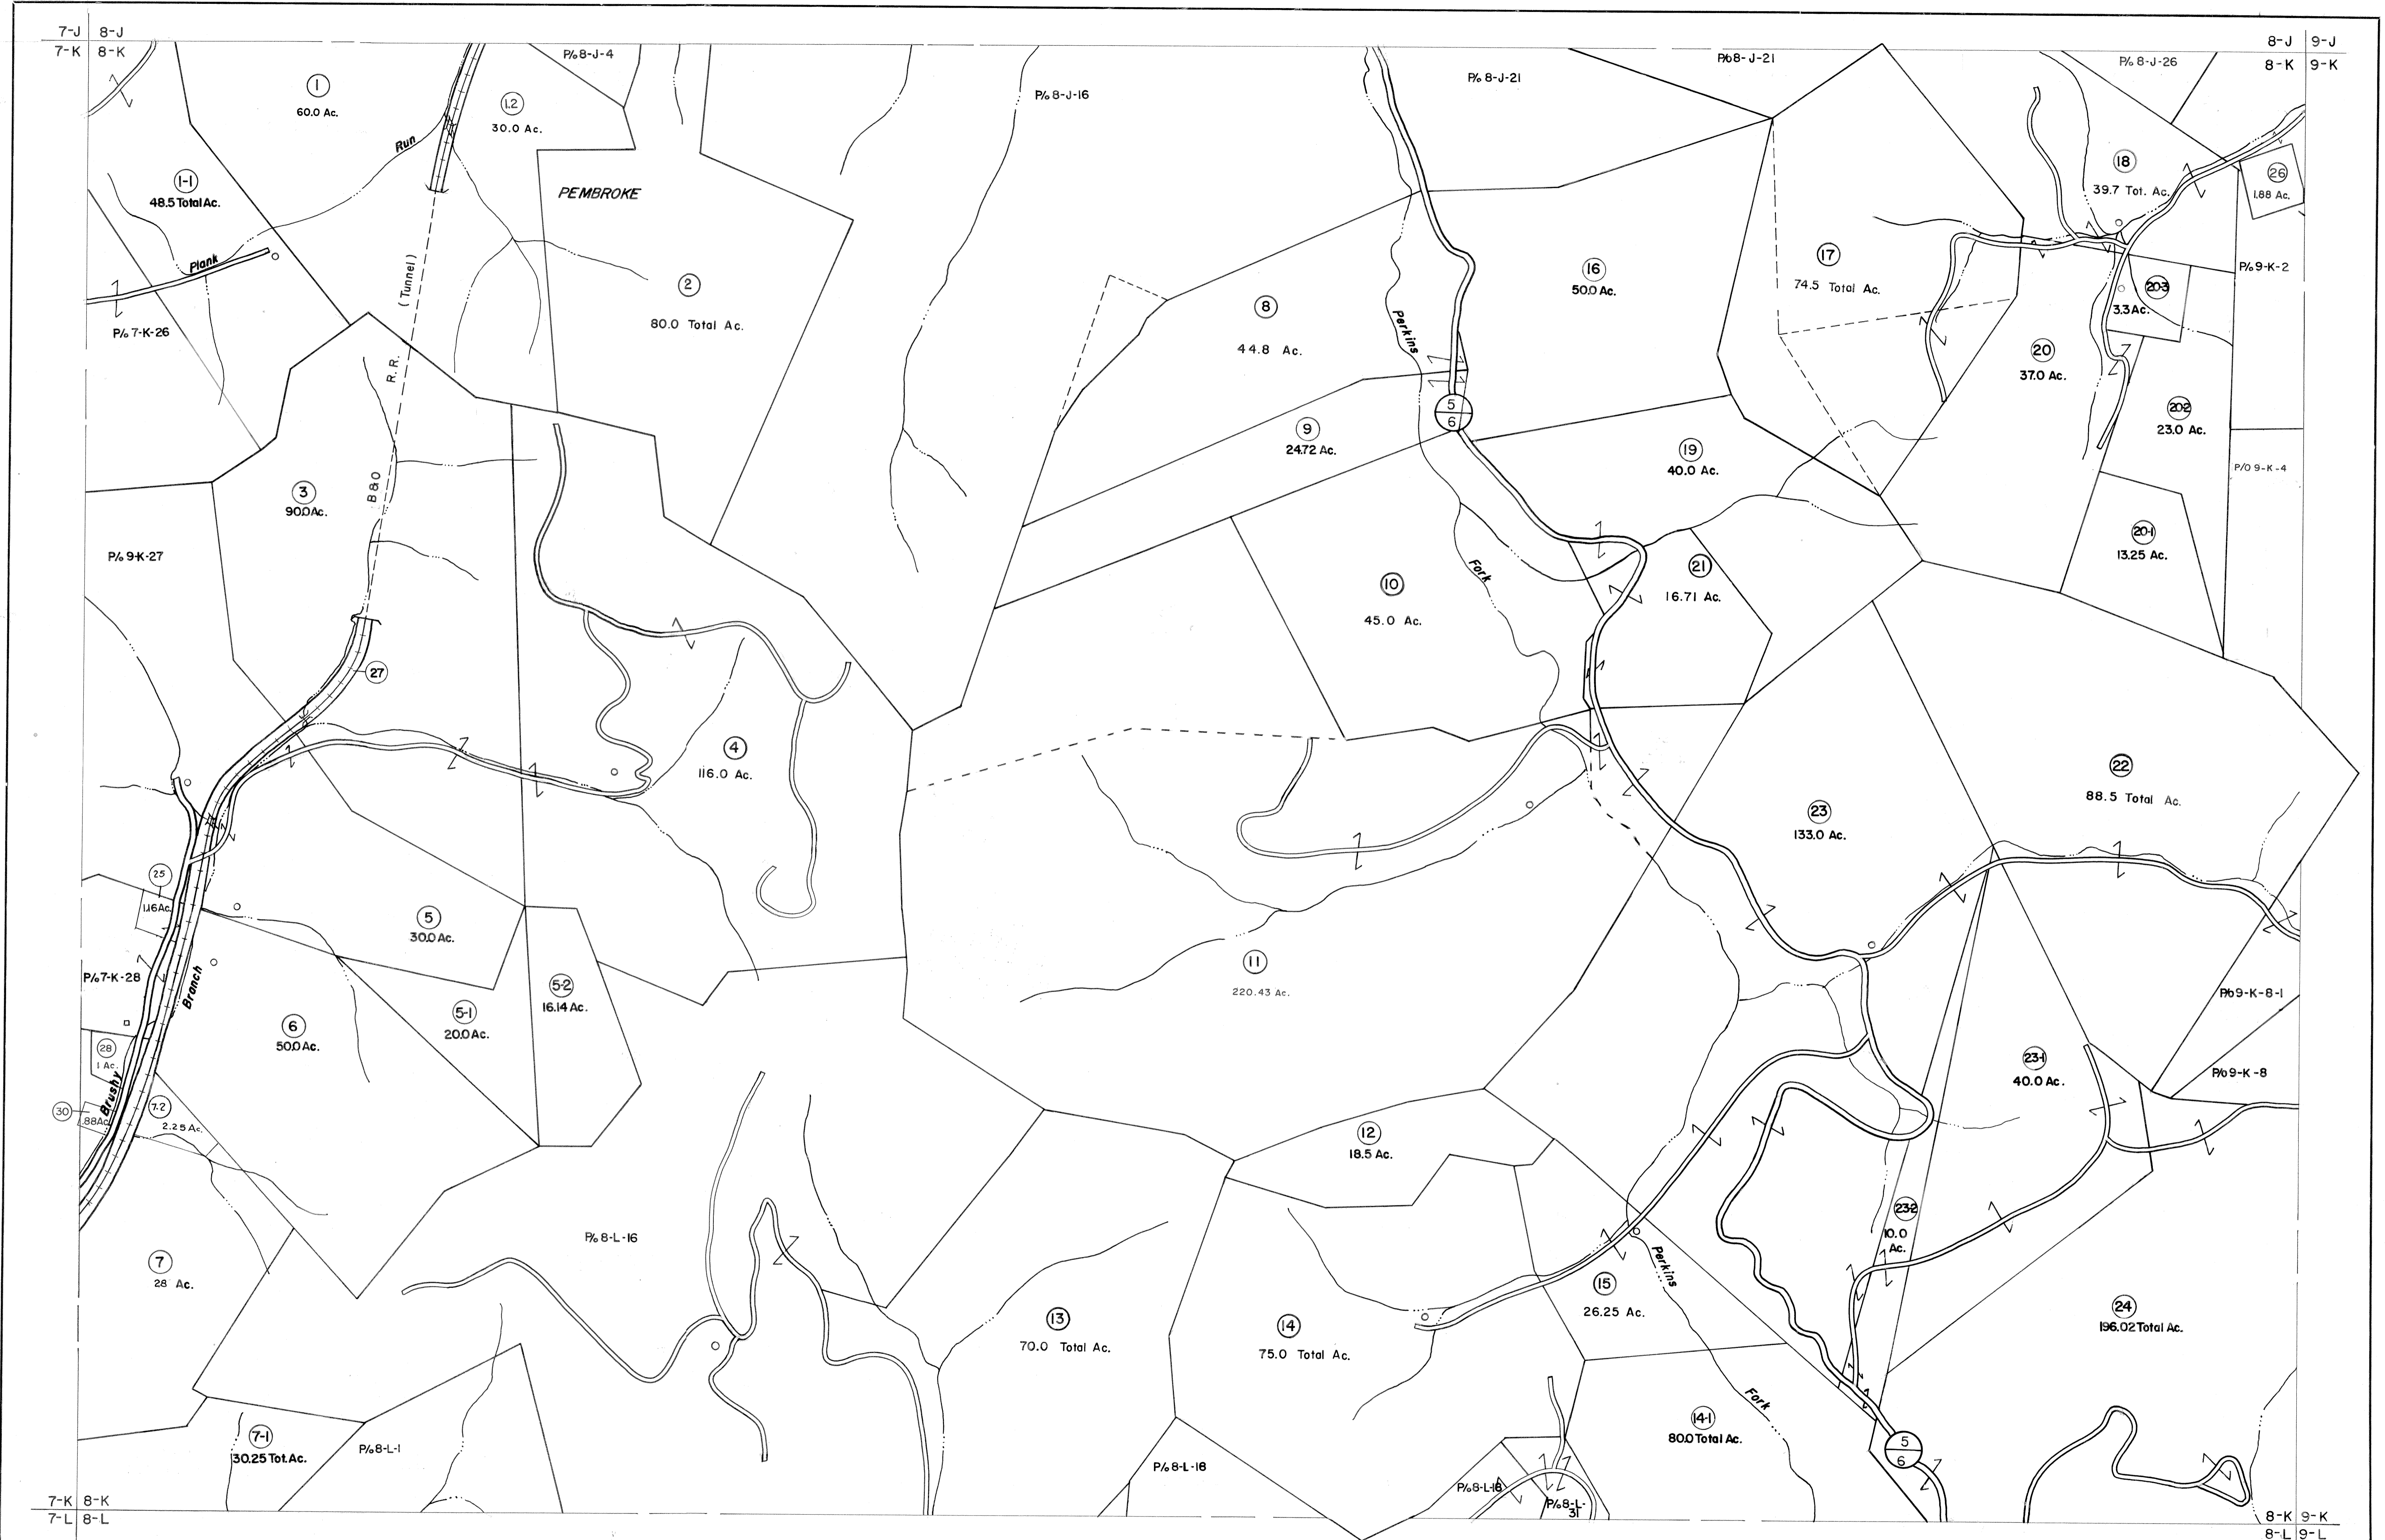 7-J 8-J
7-K 8-K
8-J 9-J
8-K 9-K
1
60.0 Ac.
Run
1.2
30.0 Ac.
P/o 8-J-4
P/o 8-J-16
P/o 8-J-21
P/o 8-J-21
P/o 8-J-26
1-1
48.5 Total Ac.
Plank
P/o 7-K-26
PEMBROKE
2
80.0 Total Ac.
(Tunnel)
R.R.
B&O
8
44.8 Ac.
Perkins
16
50.0 Ac.
17
74.5 Total Ac.
18
39.7 Tot. Ac.
26
1.88 Ac.
P/o 9-K-2
20-3
3.3 Ac.
20
37.0 Ac.
20-2
23.0 Ac.
P/O 9-K-4
5
6
9
24.72 Ac.
19
40.0 Ac.
3
90.0 Ac.
P/o 9-K-27
20-1
13.25 Ac.
10
45.0 Ac.
Fork
21
16.71 Ac.
27
4
116.0 Ac.
22
88.5 Total Ac.
23
133.0 Ac.
25
1.16 Ac.
5
30.0 Ac.
P/o 7-K-28
Branch
5-2
16.14 Ac.
5-1
20.0 Ac.
6
50.0 Ac.
11
220.43 Ac.
P/o 9-K-8-1
P/o 9-K-8
23-1
40.0 Ac.
28
1 Ac.
Brushy
30
.88 Ac.
7.2
2.25 Ac.
12
18.5 Ac.
23-2
10.0
Ac.
P/o 8-L-16
7
28 Ac.
Perkins
15
26.25 Ac.
13
70.0 Total Ac.
14
75.0 Total Ac.
24
196.02 Total Ac.
Fork
7-1
30.25 Tot. Ac.
P/o 8-L-1
P/o 8-L-16
14-1
80.0 Total Ac.
5
6
P/o 8-L-16
P/o 8-L-
31
7-K 8-K
7-L 8-L
8-K 9-K
8-L 9-L